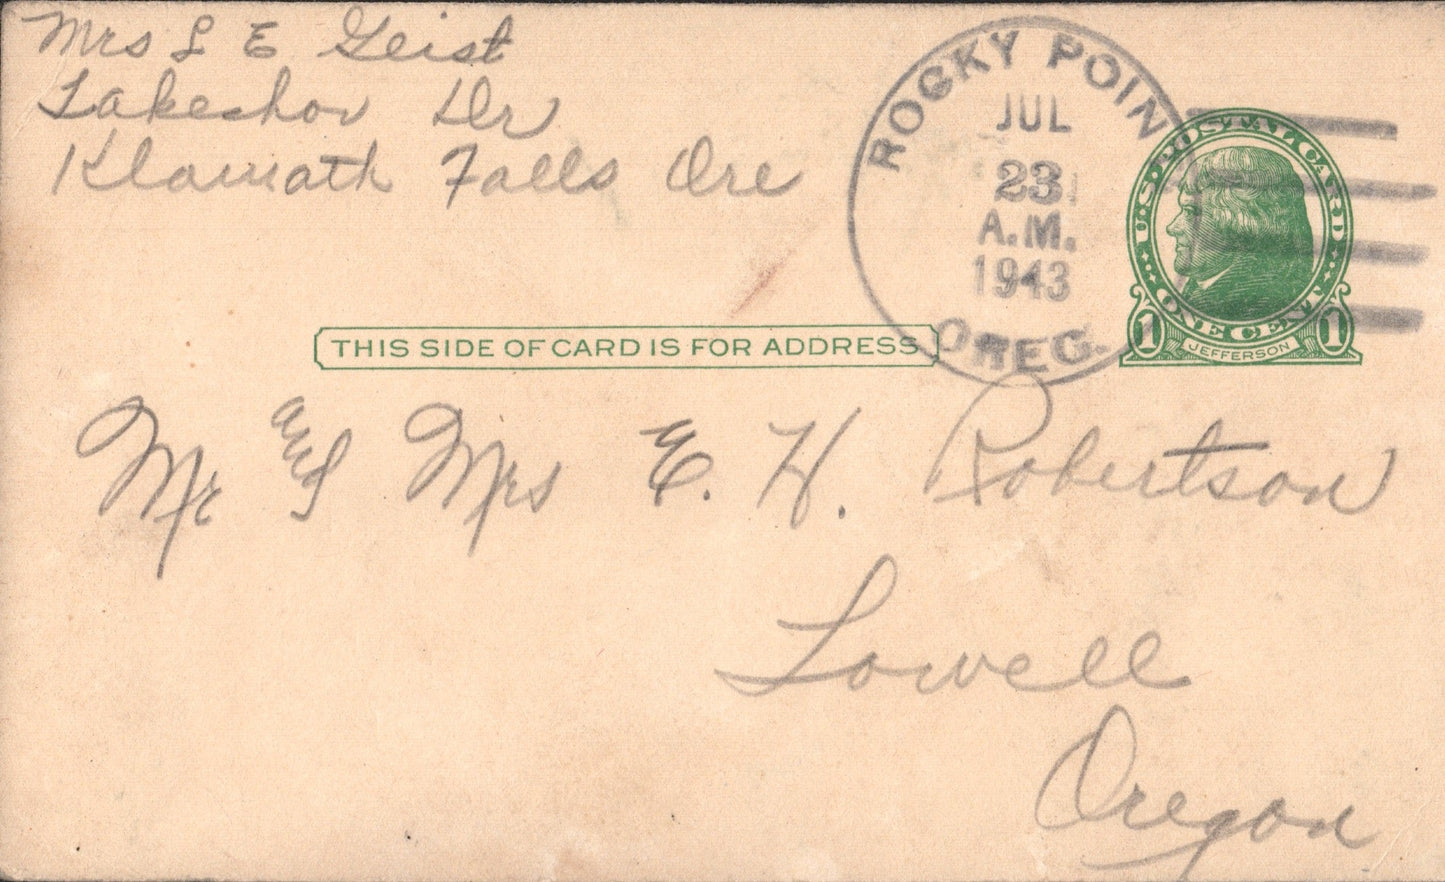 Mrs L E Geist
Lakeshor Dr
Klamath Falls Ore
ROCKY POIN
JUL
23
A.M.
1943
OREG.
U.S. POSTAL CARD
ONE CENT
1 JEFFERSON 1
THIS SIDE OF CARD IS FOR ADDRESS
Mr and Mrs E. H. Robertson
Lowell
Oregon